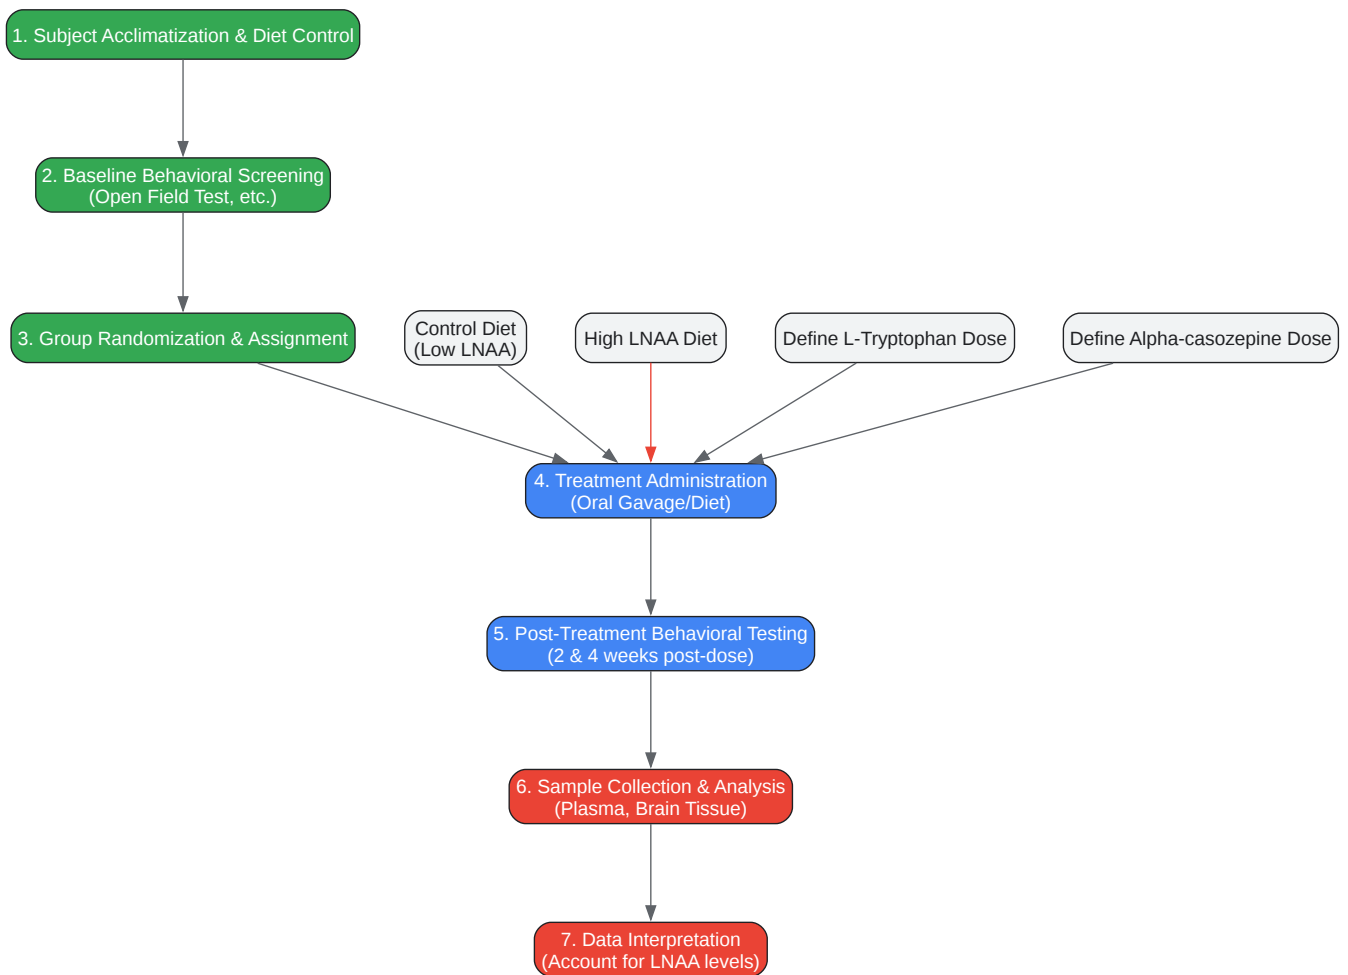 1. Subject Acclimatization & Diet Control
2. Baseline Behavioral Screening
(Open Field Test, etc.)
3. Group Randomization & Assignment
Control Diet
(Low LNAA)
High LNAA Diet
Define L-Tryptophan Dose
Define Alpha-casozepine Dose
4. Treatment Administration
(Oral Gavage/Diet)
5. Post-Treatment Behavioral Testing
(2 & 4 weeks post-dose)
6. Sample Collection & Analysis
(Plasma, Brain Tissue)
7. Data Interpretation
(Account for LNAA levels)